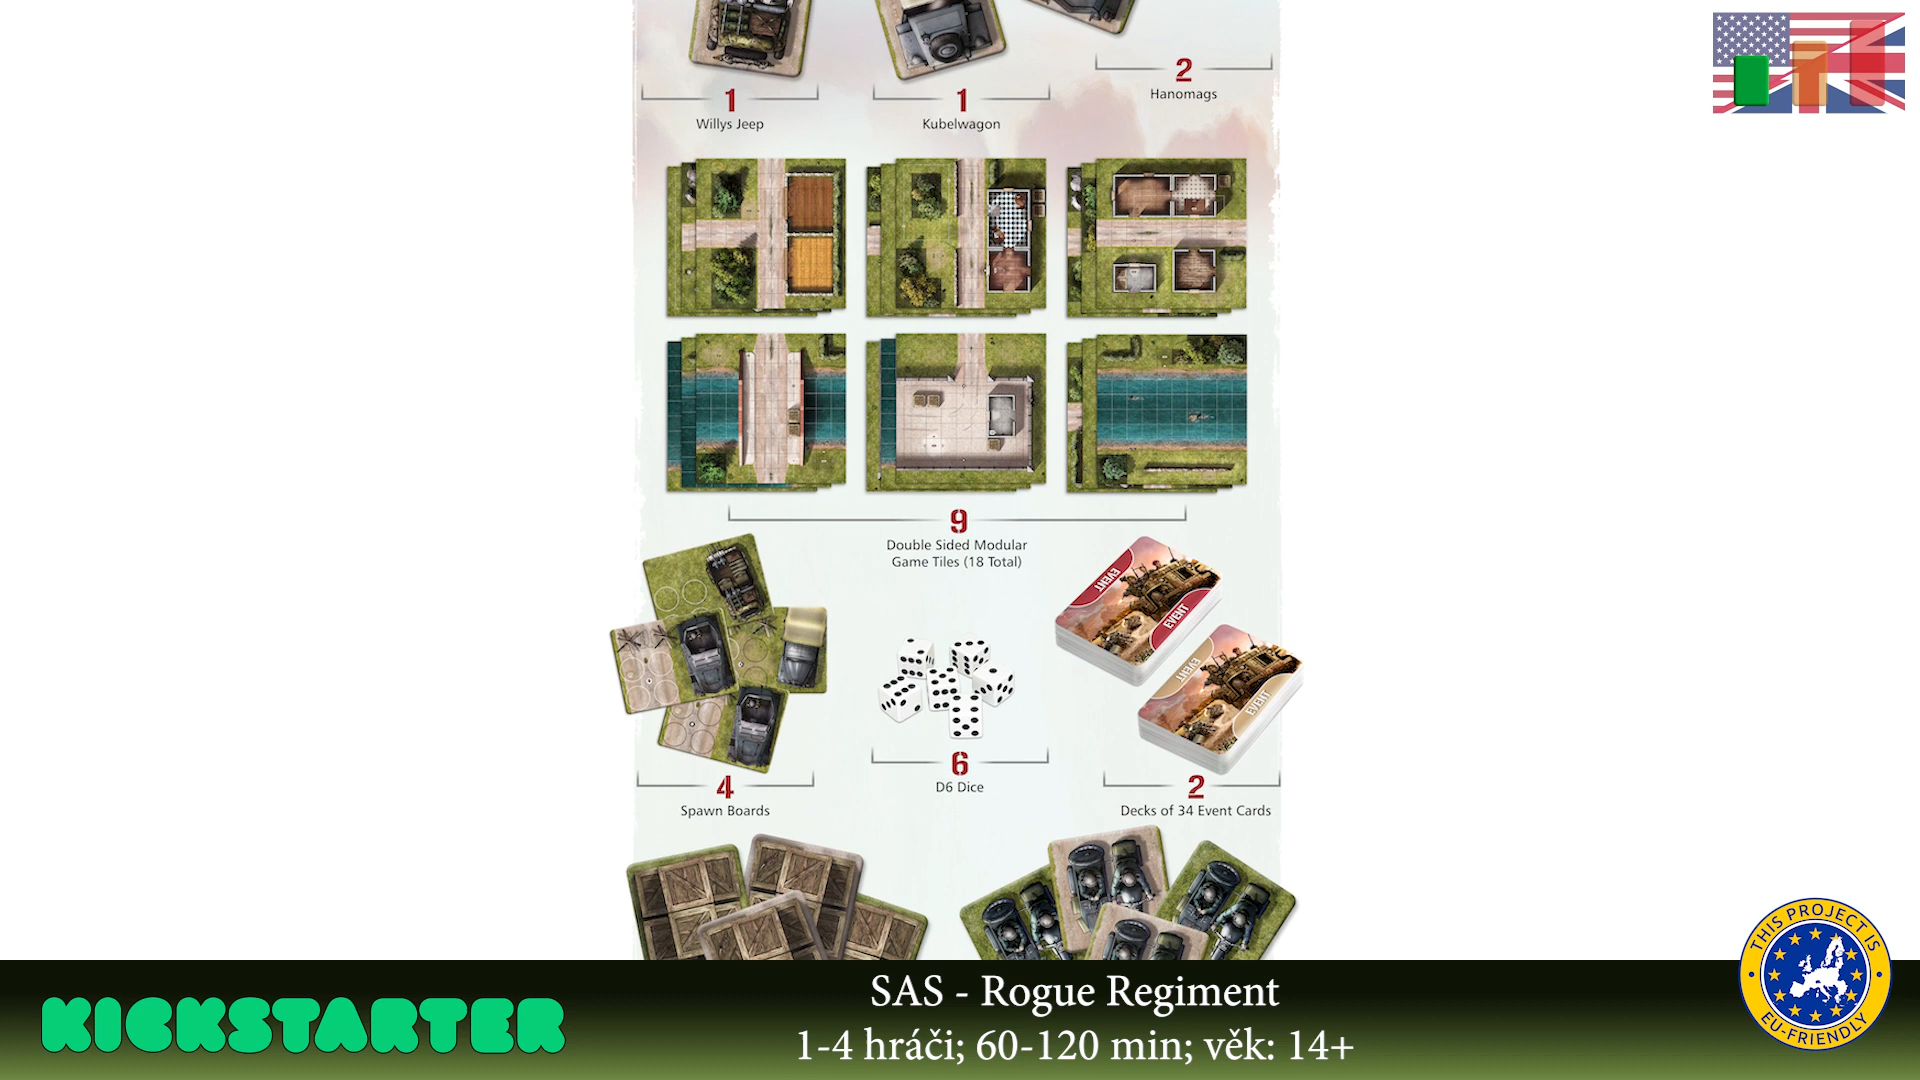 2
Hanomags
1
Willys Jeep
1
Kubelwagon
9
Double Sided Modular
Game Tiles (18 Total)
EVENT
EVENT
EVENT
EVENT
4
Spawn Boards
6
D6 Dice
2
Decks of 34 Event Cards
KICKSTARTER
SAS - Rogue Regiment
1-4 hráči; 60-120 min; věk: 14+
THIS PROJECT IS
EU-FRIENDLY